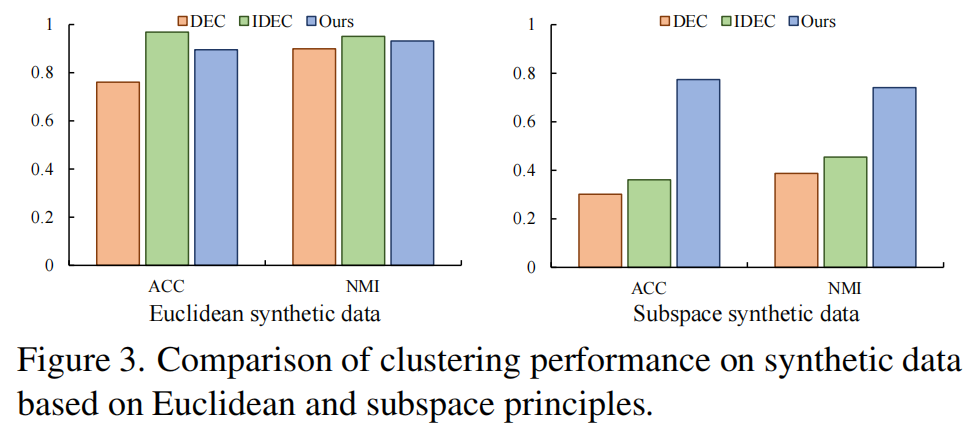 DEC IDEC Ours
1
0.8
0.6
0.4
0.2
0
ACC NMI
Euclidean synthetic data
DEC IDEC Ours
1
0.8
0.6
0.4
0.2
0
ACC NMI
Subspace synthetic data
Figure 3. Comparison of clustering performance on synthetic data
based on Euclidean and subspace principles.